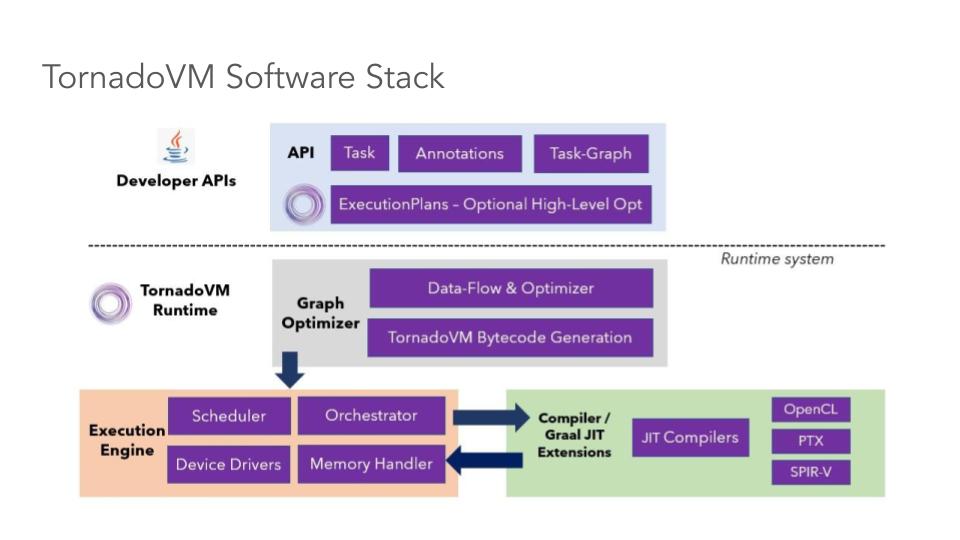 TornadoVM Software Stack
Developer APIs
API
Task
Annotations
Task-Graph
ExecutionPlans – Optional High-Level Opt
Runtime system
TornadoVM
Runtime
Graph
Optimizer
Data-Flow & Optimizer
TornadoVM Bytecode Generation
Execution
Engine
Scheduler
Orchestrator
Device Drivers
Memory Handler
Compiler /
Graal JIT
Extensions
JIT Compilers
OpenCL
PTX
SPIR-V